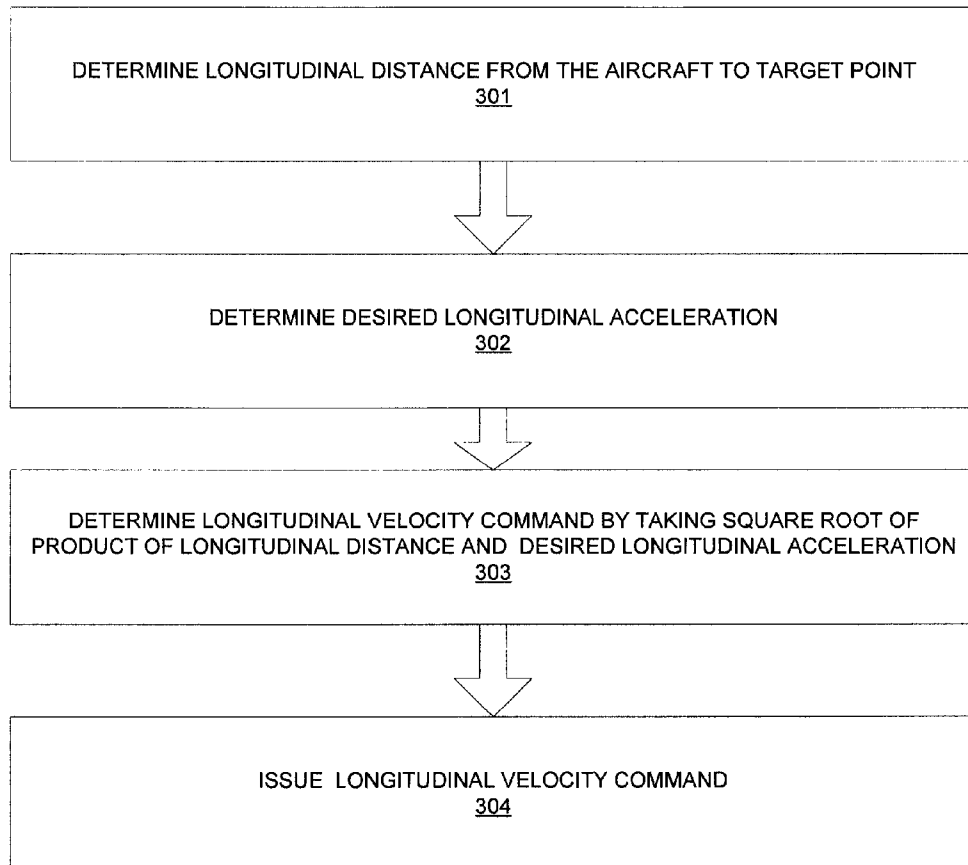 DETERMINE LONGITUDINAL DISTANCE FROM THE AIRCRAFT TO TARGET POINT
301
DETERMINE DESIRED LONGITUDINAL ACCELERATION
302
DETERMINE LONGITUDINAL VELOCITY COMMAND BY TAKING SQUARE ROOT OF
PRODUCT OF LONGITUDINAL DISTANCE AND DESIRED LONGITUDINAL ACCELERATION
303
ISSUE LONGITUDINAL VELOCITY COMMAND
304